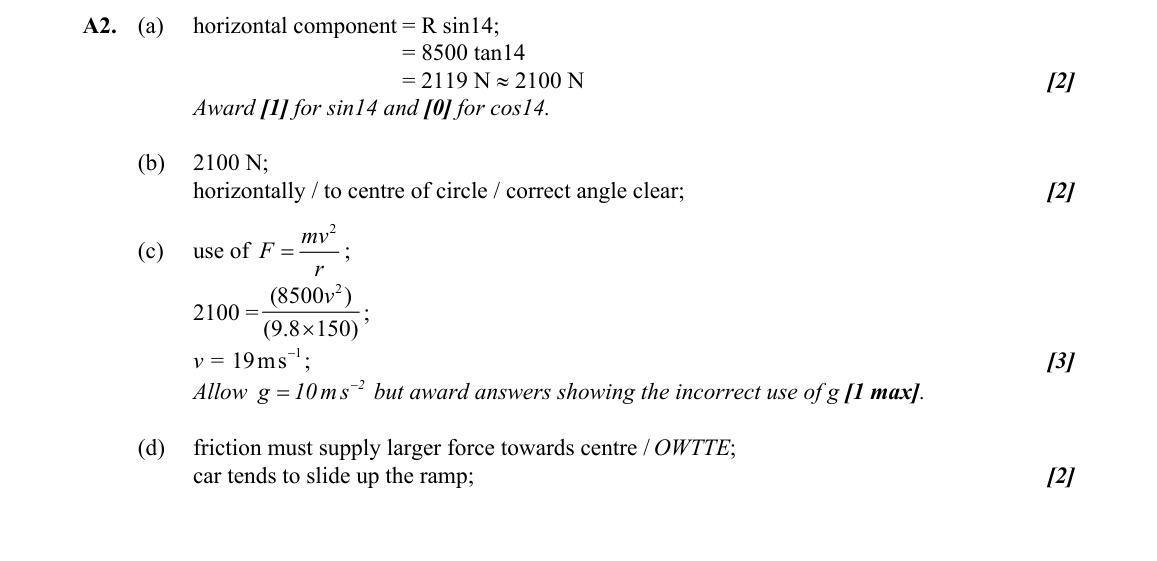 A2. (a) horizontal component = R sin14;
= 8500 tan14
= 2119 N ≈ 2100 N [2]
Award [1] for sin14 and [0] for cos14.
(b) 2100 N;
horizontally / to centre of circle / correct angle clear; [2]
(c) use of F = mv²/r ;
2100 = (8500v²)/(9.8×150) ;
v = 19 m s⁻¹ ; [3]
Allow g = 10 m s⁻² but award answers showing the incorrect use of g [1 max].
(d) friction must supply larger force towards centre / OWTTE;
car tends to slide up the ramp; [2]